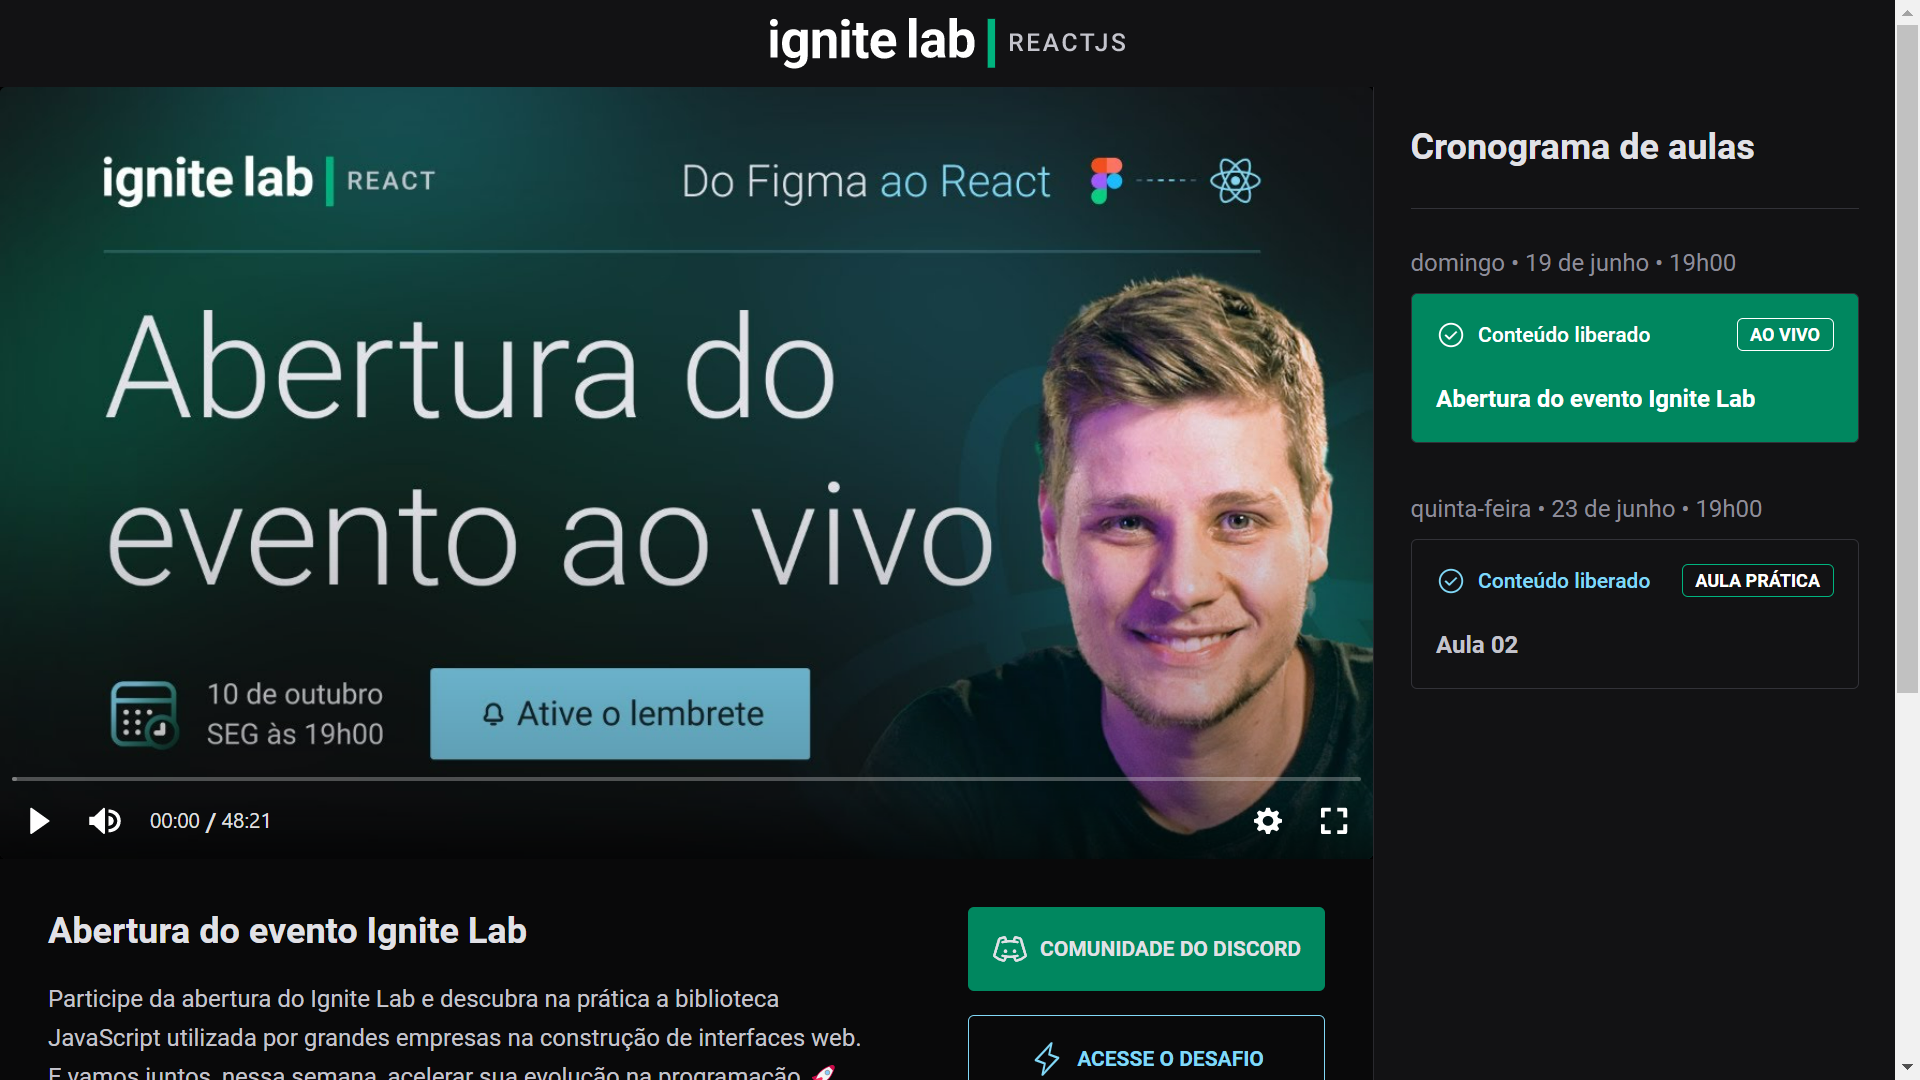 ignite lab | REACTJS
ignite lab | REACT
Do Figma ao React
Abertura do
evento ao vivo
10 de outubro
SEG às 19h00
Ative o lembrete
00:00 / 48:21
Abertura do evento Ignite Lab
Participe da abertura do Ignite Lab e descubra na prática a biblioteca
JavaScript utilizada por grandes empresas na construção de interfaces web.
E vamos juntos, nessa semana, acelerar sua evolução na programação 🚀
COMUNIDADE DO DISCORD
ACESSE O DESAFIO
Cronograma de aulas
domingo • 19 de junho • 19h00
Conteúdo liberado
AO VIVO
Abertura do evento Ignite Lab
quinta-feira • 23 de junho • 19h00
Conteúdo liberado
AULA PRÁTICA
Aula 02